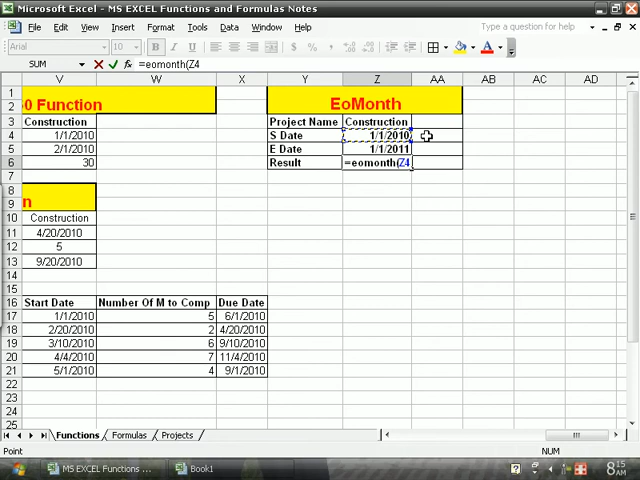 Microsoft Excel - MS EXCEL Functions and Formulas Notes
File Edit View Insert Format Tools Data Window Help
Type a question for help
Arial 10 B I U
SUM =eomonth(Z4
V W X Y Z AA AB AC AD
1
2 0 Function EoMonth
3 Construction Project Name Construction
4 1/1/2010 S Date 1/1/2010
5 2/1/2010 E Date 1/1/2011
6 30 Result =eomonth(Z4
7
8
9 n
10 Construction
11 4/20/2010
12 5
13 9/20/2010
14
15
16 Start Date Number Of M to Comp Due Date
17 1/1/2010 5 6/1/2010
18 2/20/2010 2 4/20/2010
19 3/10/2010 6 9/10/2010
20 4/4/2010 7 11/4/2010
21 5/1/2010 4 9/1/2010
22
23
24
25
Functions Formulas Projects
Point NUM
MS EXCEL Functions ... Book1 8:15 AM